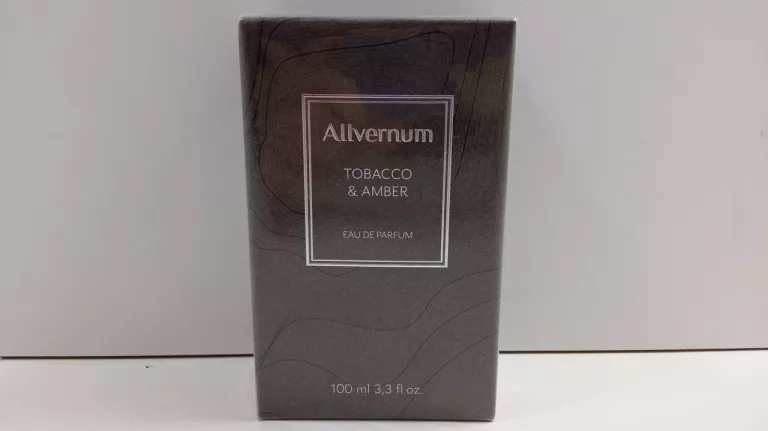 Allvernum
TOBACCO
& AMBER
EAU DE PARFUM
100 ml 3,3 fl oz.